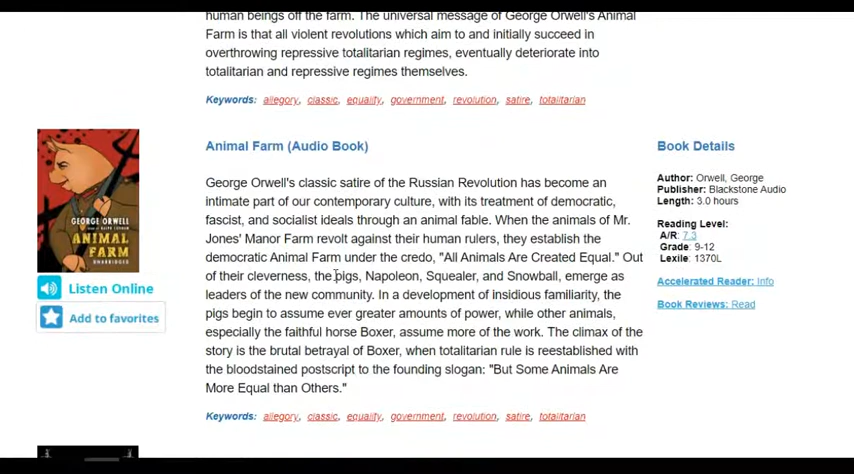 human beings off the farm. The universal message of George Orwell's Animal
Farm is that all violent revolutions which aim to and initially succeed in
overthrowing repressive totalitarian regimes, eventually deteriorate into
totalitarian and repressive regimes themselves.
Keywords: allegory, classic, equality, government, revolution, satire, totalitarian
GEORGE ORWELL
ANIMAL
FARM
UNABRIDGED
Listen Online
Add to favorites
Animal Farm (Audio Book)
George Orwell's classic satire of the Russian Revolution has become an
intimate part of our contemporary culture, with its treatment of democratic,
fascist, and socialist ideals through an animal fable. When the animals of Mr.
Jones' Manor Farm revolt against their human rulers, they establish the
democratic Animal Farm under the credo, "All Animals Are Created Equal." Out
of their cleverness, the pigs, Napoleon, Squealer, and Snowball, emerge as
leaders of the new community. In a development of insidious familiarity, the
pigs begin to assume ever greater amounts of power, while other animals,
especially the faithful horse Boxer, assume more of the work. The climax of the
story is the brutal betrayal of Boxer, when totalitarian rule is reestablished with
the bloodstained postscript to the founding slogan: "But Some Animals Are
More Equal than Others."
Keywords: allegory, classic, equality, government, revolution, satire, totalitarian
Book Details
Author: Orwell, George
Publisher: Blackstone Audio
Length: 3.0 hours
Reading Level:
A/R: 7.3
Grade: 9-12
Lexile: 1370L
Accelerated Reader: Info
Book Reviews: Read